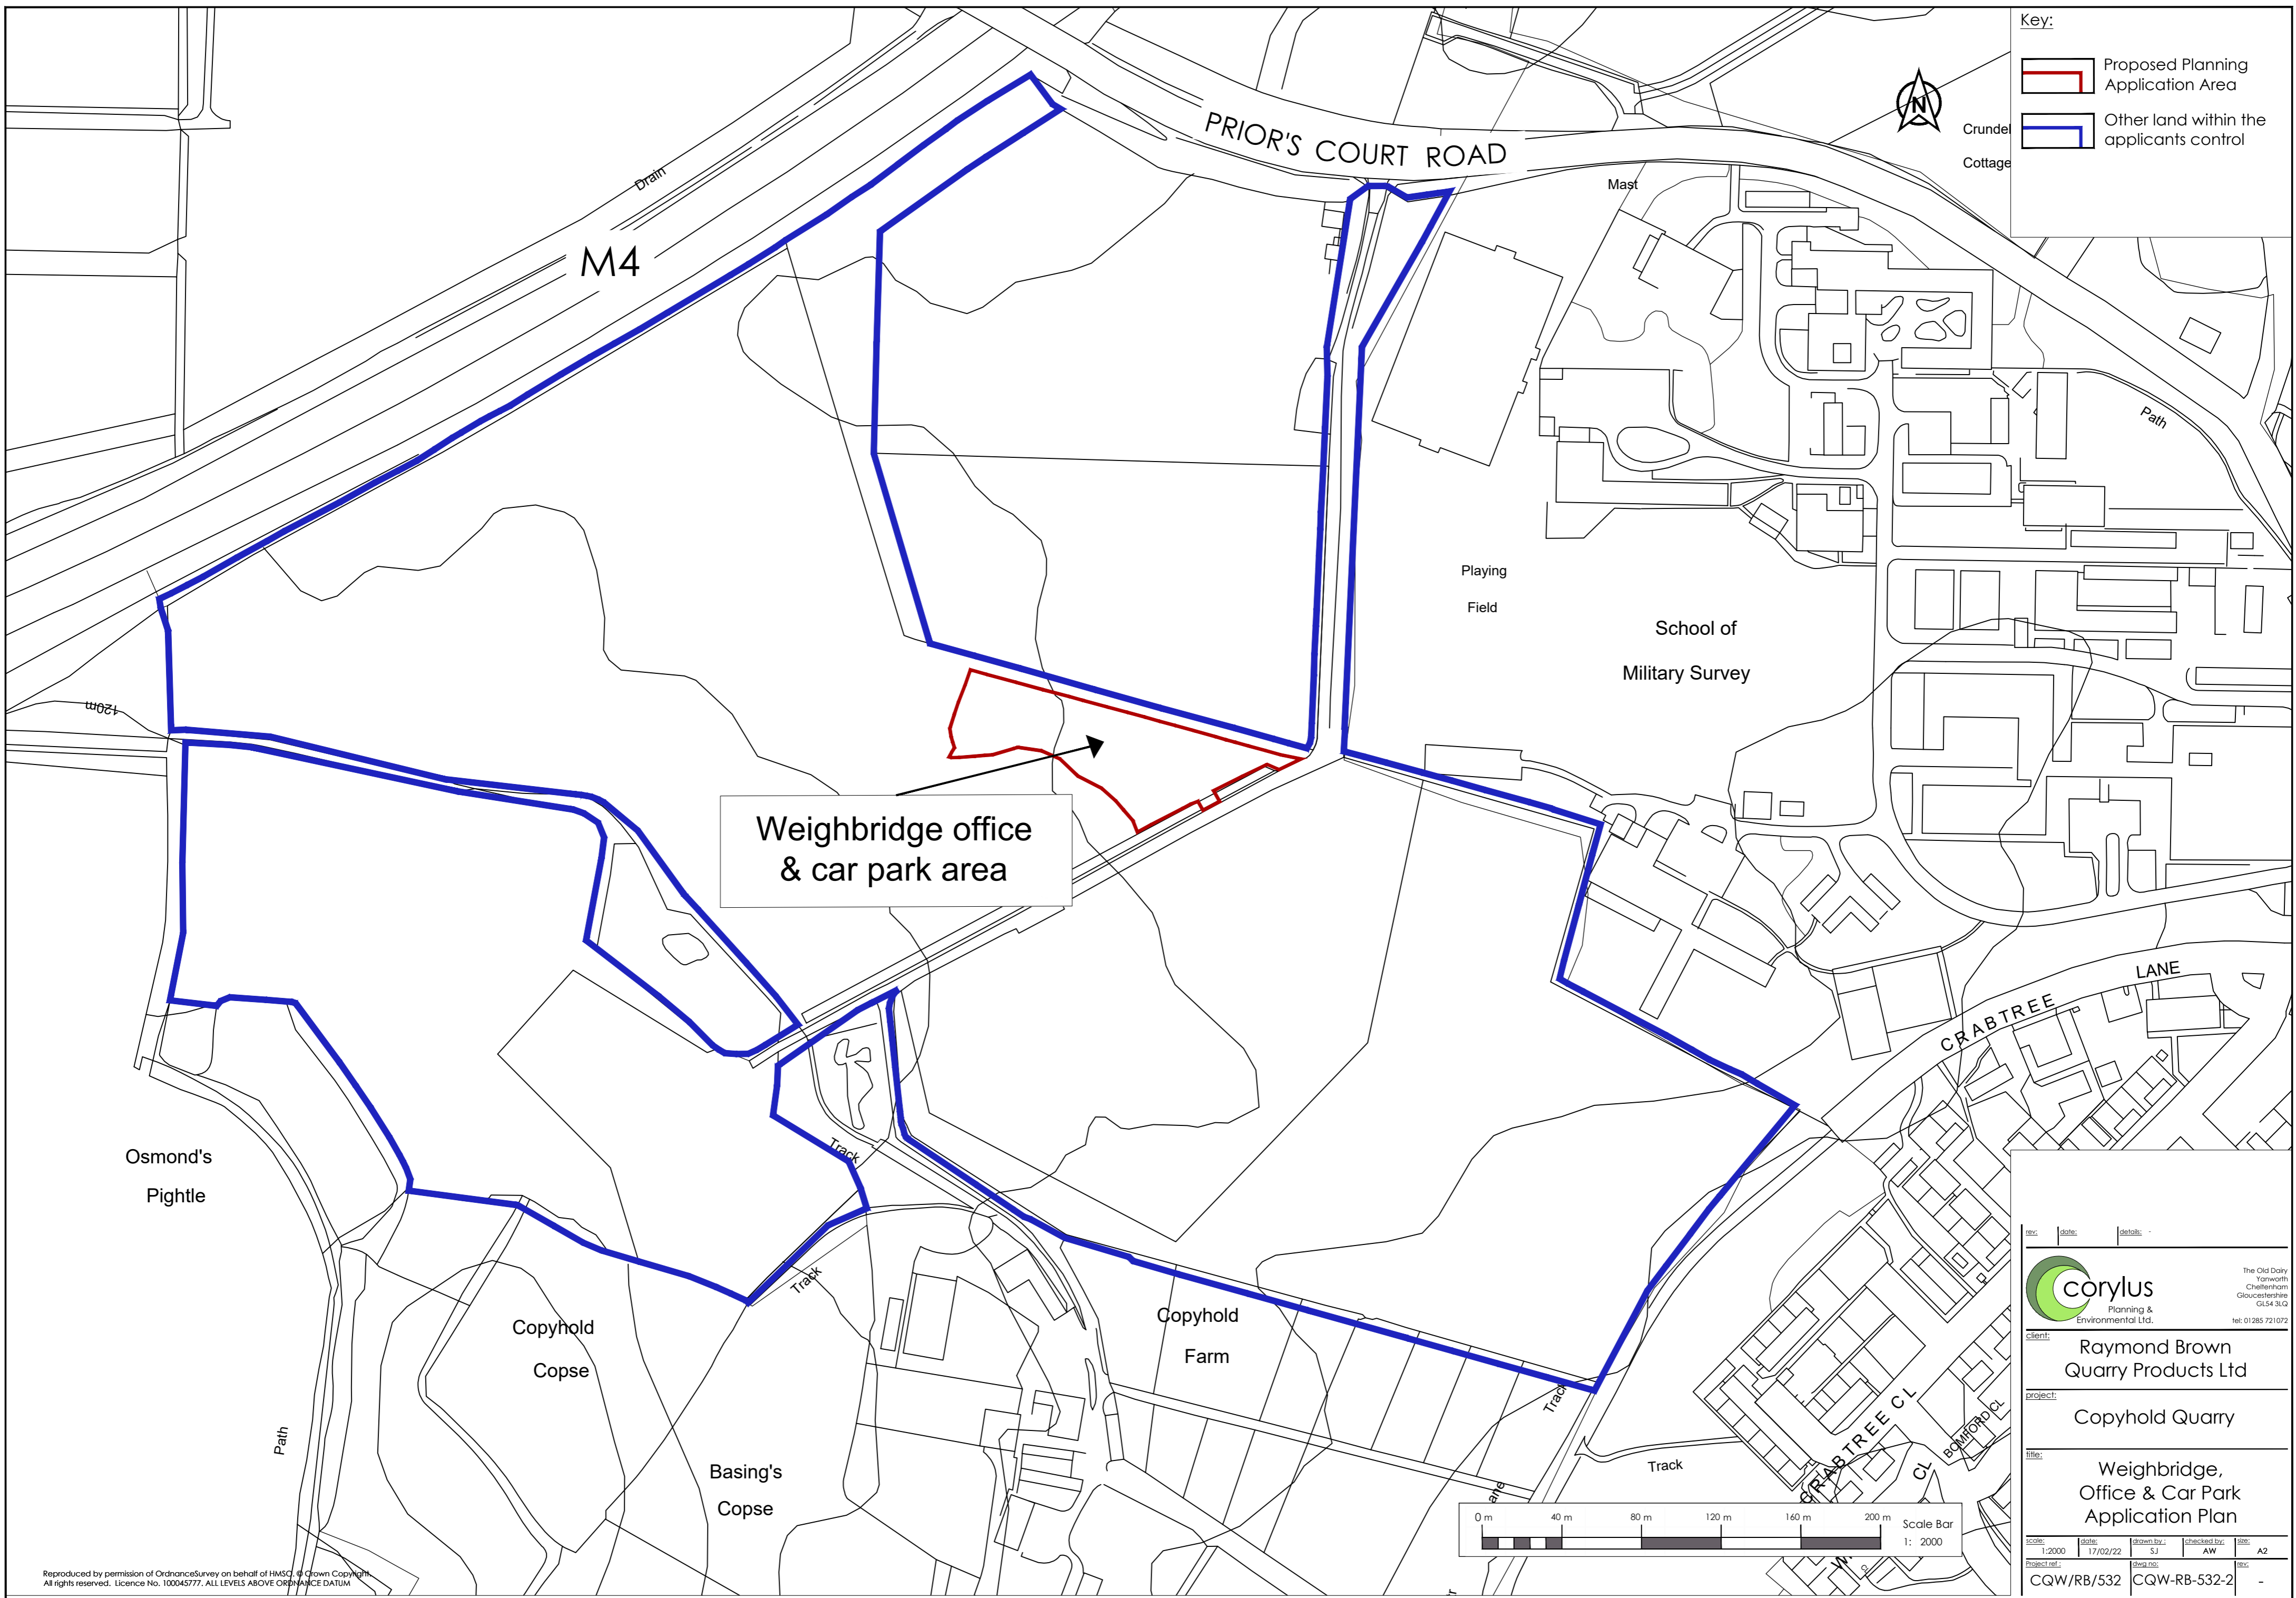 Key:
Proposed Planning
Application Area
Other land within the
applicants control
N
Crundel
Cottage
PRIOR'S COURT ROAD
Mast
Drain
M4
Path
Playing
Field
School of
Military Survey
120m
Weighbridge office
& car park area
LANE
CRABTREE
Track
Osmond's
Pightle
Track
Copyhold
Farm
Copyhold
Copse
Path
Basing's
Copse
Track
Track
CRABTREE CL
BOMFORD CL
CL
ane
0 m
40 m
80 m
120 m
160 m
200 m
Scale Bar
1: 2000
rev:
date:
details: -
corylus
Planning &
Environmental Ltd.
The Old Dairy
Yanworth
Cheltenham
Gloucestershire
GL54 3LQ
tel: 01285 721072
client:
Raymond Brown
Quarry Products Ltd
project:
Copyhold Quarry
title:
Weighbridge,
Office & Car Park
Application Plan
scale: 1:2000
date: 17/02/22
drawn by : SJ
checked by: AW
size: A2
Project ref : CQW/RB/532
dwg no: CQW-RB-532-2
rev: -
Reproduced by permission of OrdnanceSurvey on behalf of HMSO. © Crown Copyright.
All rights reserved. Licence No. 100045777. ALL LEVELS ABOVE ORDNANCE DATUM